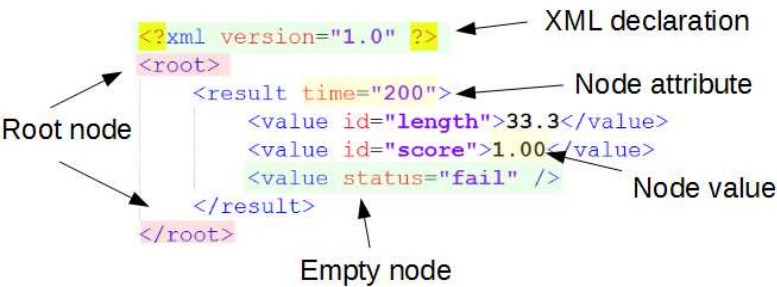 XML declaration
<?xml version="1.0" ?>
<root>
Node attribute
<result time="200">
Root node
<value id="length">33.3</value>
<value id="score">1.00</value>
<value status="fail" />
Node value
</result>
</root>
Empty node